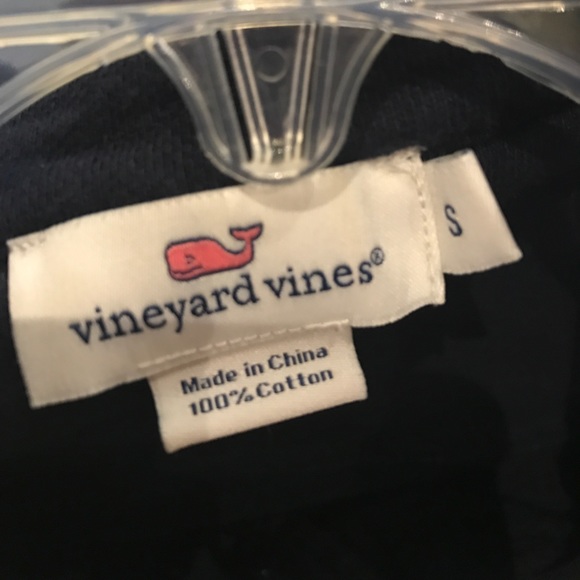 vineyard vines®
S
Made in China
100% Cotton